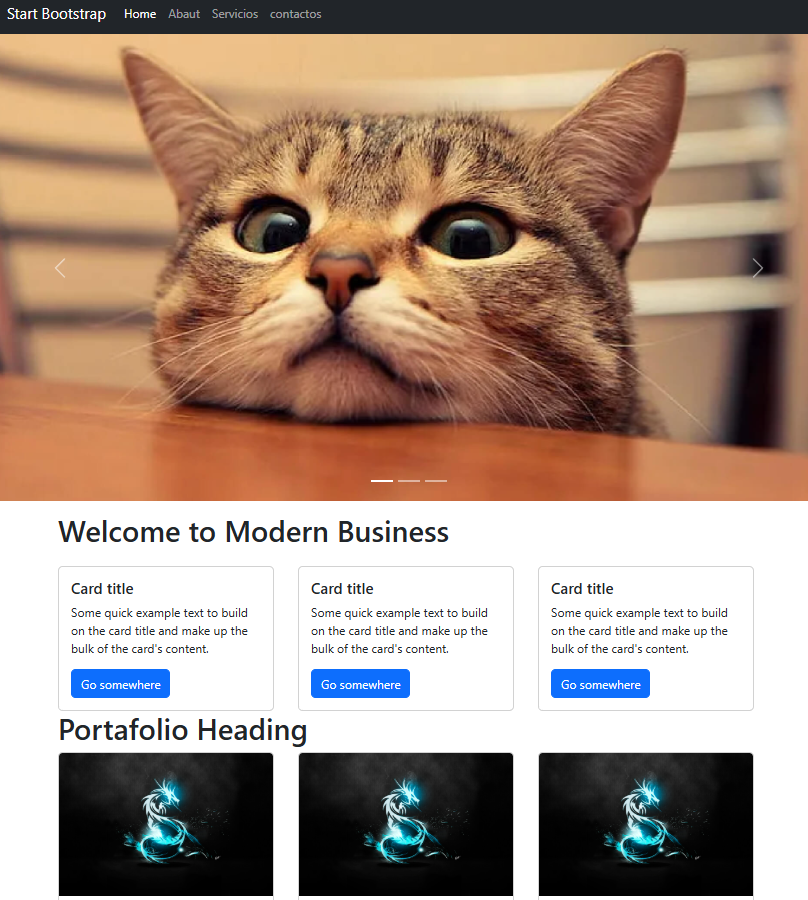 Start Bootstrap Home Abaut Servicios contactos
Welcome to Modern Business
Card title
Some quick example text to build
on the card title and make up the
bulk of the card's content.
Go somewhere
Card title
Some quick example text to build
on the card title and make up the
bulk of the card's content.
Go somewhere
Card title
Some quick example text to build
on the card title and make up the
bulk of the card's content.
Go somewhere
Portafolio Heading